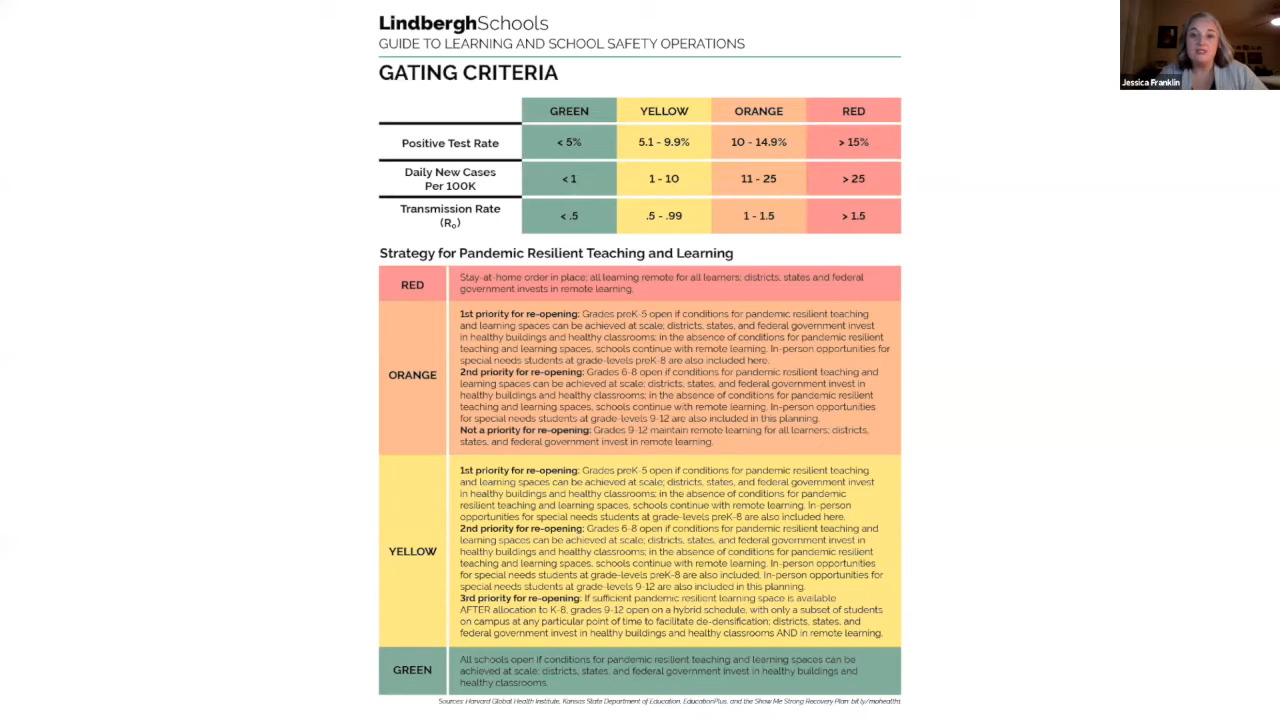 LindberghSchools
GUIDE TO LEARNING AND SCHOOL SAFETY OPERATIONS
GATING CRITERIA
GREEN YELLOW ORANGE RED
Positive Test Rate < 5% 5.1 - 9.9% 10 - 14.9% > 15%
Daily New Cases
Per 100K < 1 1 - 10 11 - 25 > 25
Transmission Rate
(R₀) < .5 .5 - .99 1 - 1.5 > 1.5
Strategy for Pandemic Resilient Teaching and Learning
RED
Stay-at-home order in place; all learning remote for all learners; districts, states and federal
government invests in remote learning.
ORANGE
1st priority for re-opening: Grades preK-5 open if conditions for pandemic resilient teaching
and learning spaces can be achieved at scale; districts, states, and federal government invest
in healthy buildings and healthy classrooms; in the absence of conditions for pandemic resilient
teaching and learning spaces, schools continue with remote learning. In-person opportunities for
special needs students at grade-levels preK-8 are also included here.
2nd priority for re-opening: Grades 6-8 open if conditions for pandemic resilient teaching and
learning spaces can be achieved at scale; districts, states, and federal government invest in
healthy buildings and healthy classrooms; in the absence of conditions for pandemic resilient
teaching and learning spaces, schools continue with remote learning. In-person opportunities
for special needs students at grade-levels 9-12 are also included in this planning.
Not a priority for re-opening: Grades 9-12 maintain remote learning for all learners; districts,
states, and federal government invest in remote learning.
YELLOW
1st priority for re-opening: Grades preK-5 open if conditions for pandemic resilient teaching
and learning spaces can be achieved at scale; districts, states, and federal government invest
in healthy buildings and healthy classrooms; in the absence of conditions for pandemic
resilient teaching and learning spaces, schools continue with remote learning. In-person
opportunities for special needs students at grade-levels preK-8 are also included here.
2nd priority for re-opening: Grades 6-8 open if conditions for pandemic resilient teaching and
learning spaces can be achieved at scale; districts, states, and federal government invest in
healthy buildings and healthy classrooms; in the absence of conditions for pandemic resilient
teaching and learning spaces, schools continue with remote learning. In-person opportunities
for special needs students at grade-levels preK-8 are also included. In-person opportunities for
special needs students at grade-levels 9-12 are also included in this planning.
3rd priority for re-opening: If sufficient pandemic resilient learning space is available
AFTER allocation to K-8, grades 9-12 open on a hybrid schedule, with only a subset of students
on campus at any particular point of time to facilitate de-densification; districts, states, and
federal government invest in healthy buildings and healthy classrooms AND in remote learning.
GREEN
All schools open if conditions for pandemic resilient teaching and learning spaces can be
achieved at scale; districts, states, and federal government invest in healthy buildings and
healthy classrooms.
Sources: Harvard Global Health Institute, Kansas State Department of Education, EducationPlus, and the Show Me Strong Recovery Plan: bit.ly/mohealth1
Jessica Franklin